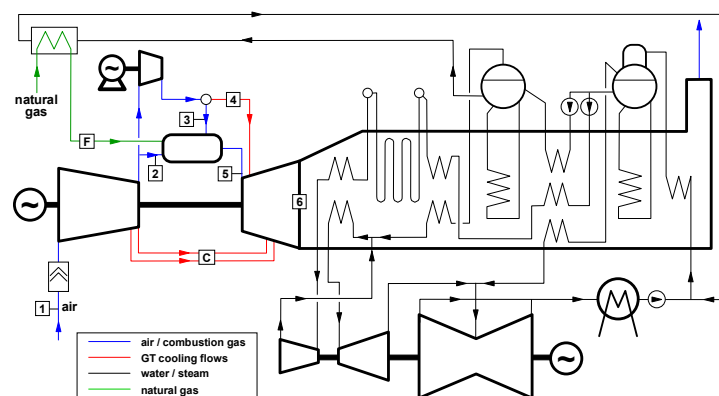 4
natural
gas
3
F
2
5
6
C
1
air
air / combustion gas
GT cooling flows
water / steam
natural gas